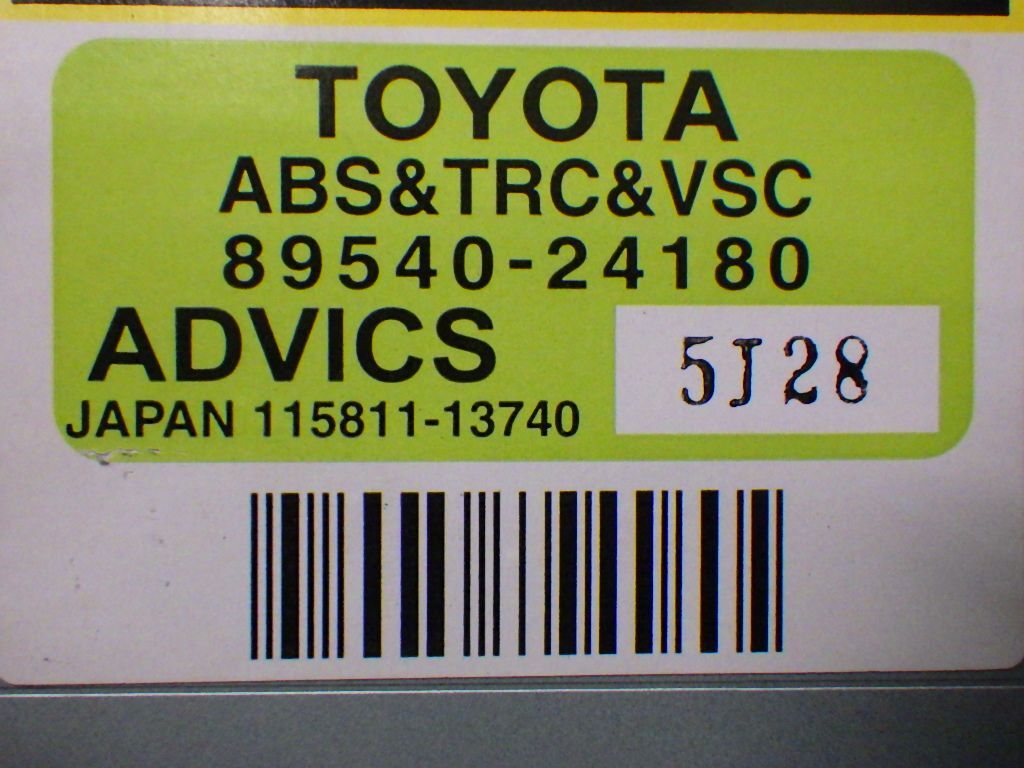 TOYOTA
ABS&TRC&VSC
89540-24180
ADVICS
5J28
JAPAN 115811-13740